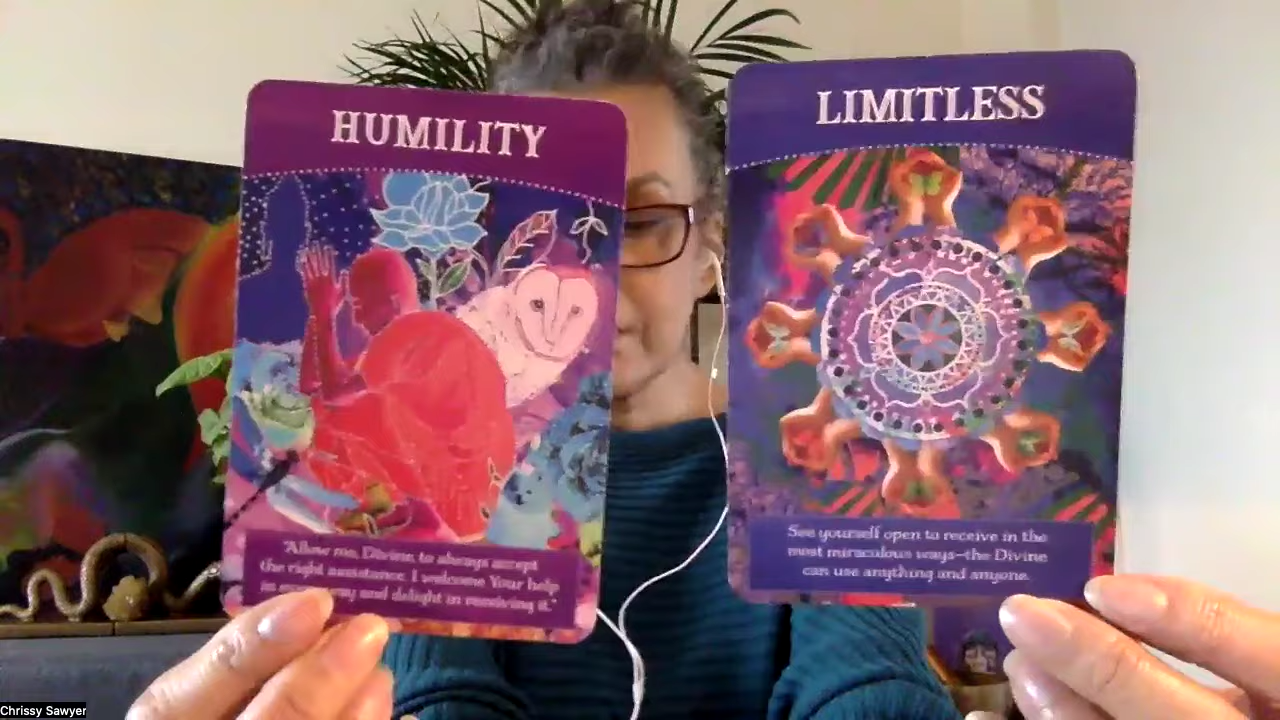 HUMILITY
"Allow me, Divine, to always accept
the right assistance. I welcome Your help
in every way and delight in receiving it."
LIMITLESS
See yourself open to receive in the
most miraculous ways—the Divine
can use anything and anyone.
Chrissy Sawyer